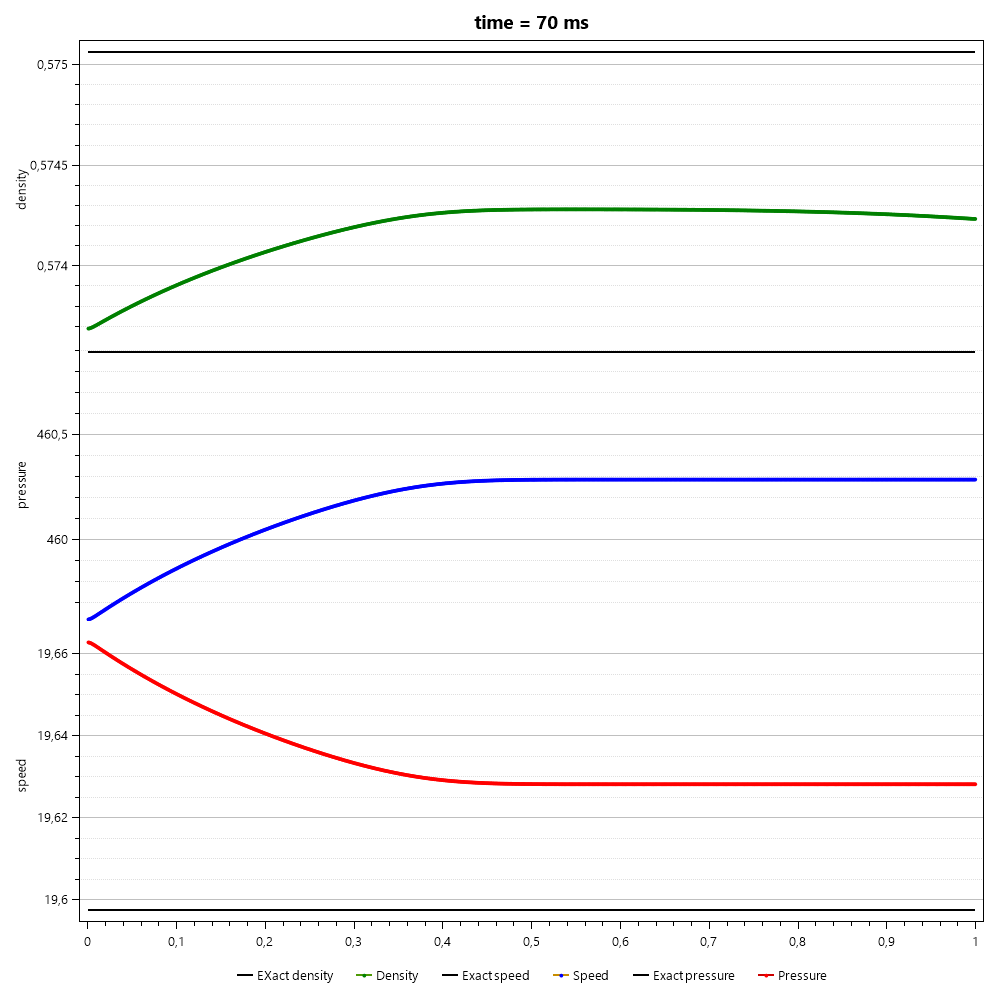 time = 70 ms
0,575
0,5745
density
0,574
460,5
pressure
460
19,66
19,64
speed
19,62
19,6
0 0,1 0,2 0,3 0,4 0,5 0,6 0,7 0,8 0,9 1
EXact density Density Exact speed Speed Exact pressure Pressure